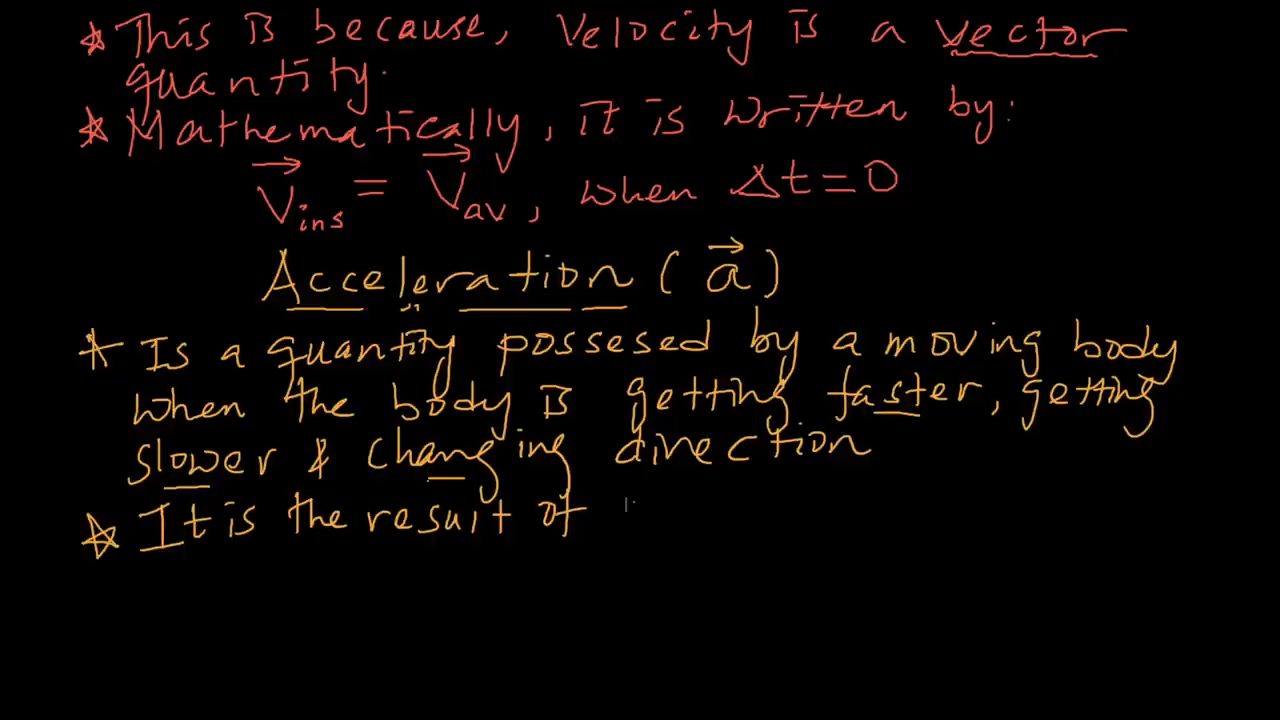 * This is because, Velocity is a vector
quantity.
* Mathematically, it is written by:
V⃗ins = V⃗av, when Δt = 0
Acceleration (a⃗)
* Is a quantity possesed by a moving body
when the body is getting faster, getting
slower & changing direction
* It is the result of